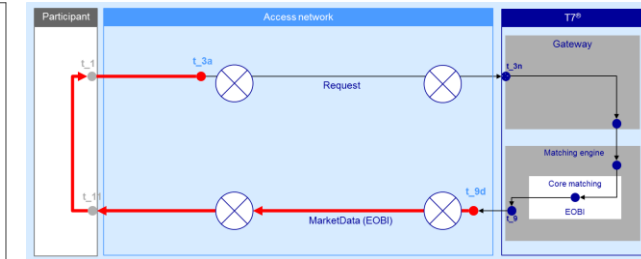 Participant
Access network
T7®
Gateway
t_1
t_3a
t_3n
Request
Matching engine
Core matching
EOBI
t_11
t_9d
t_9
MarketData (EOBI)